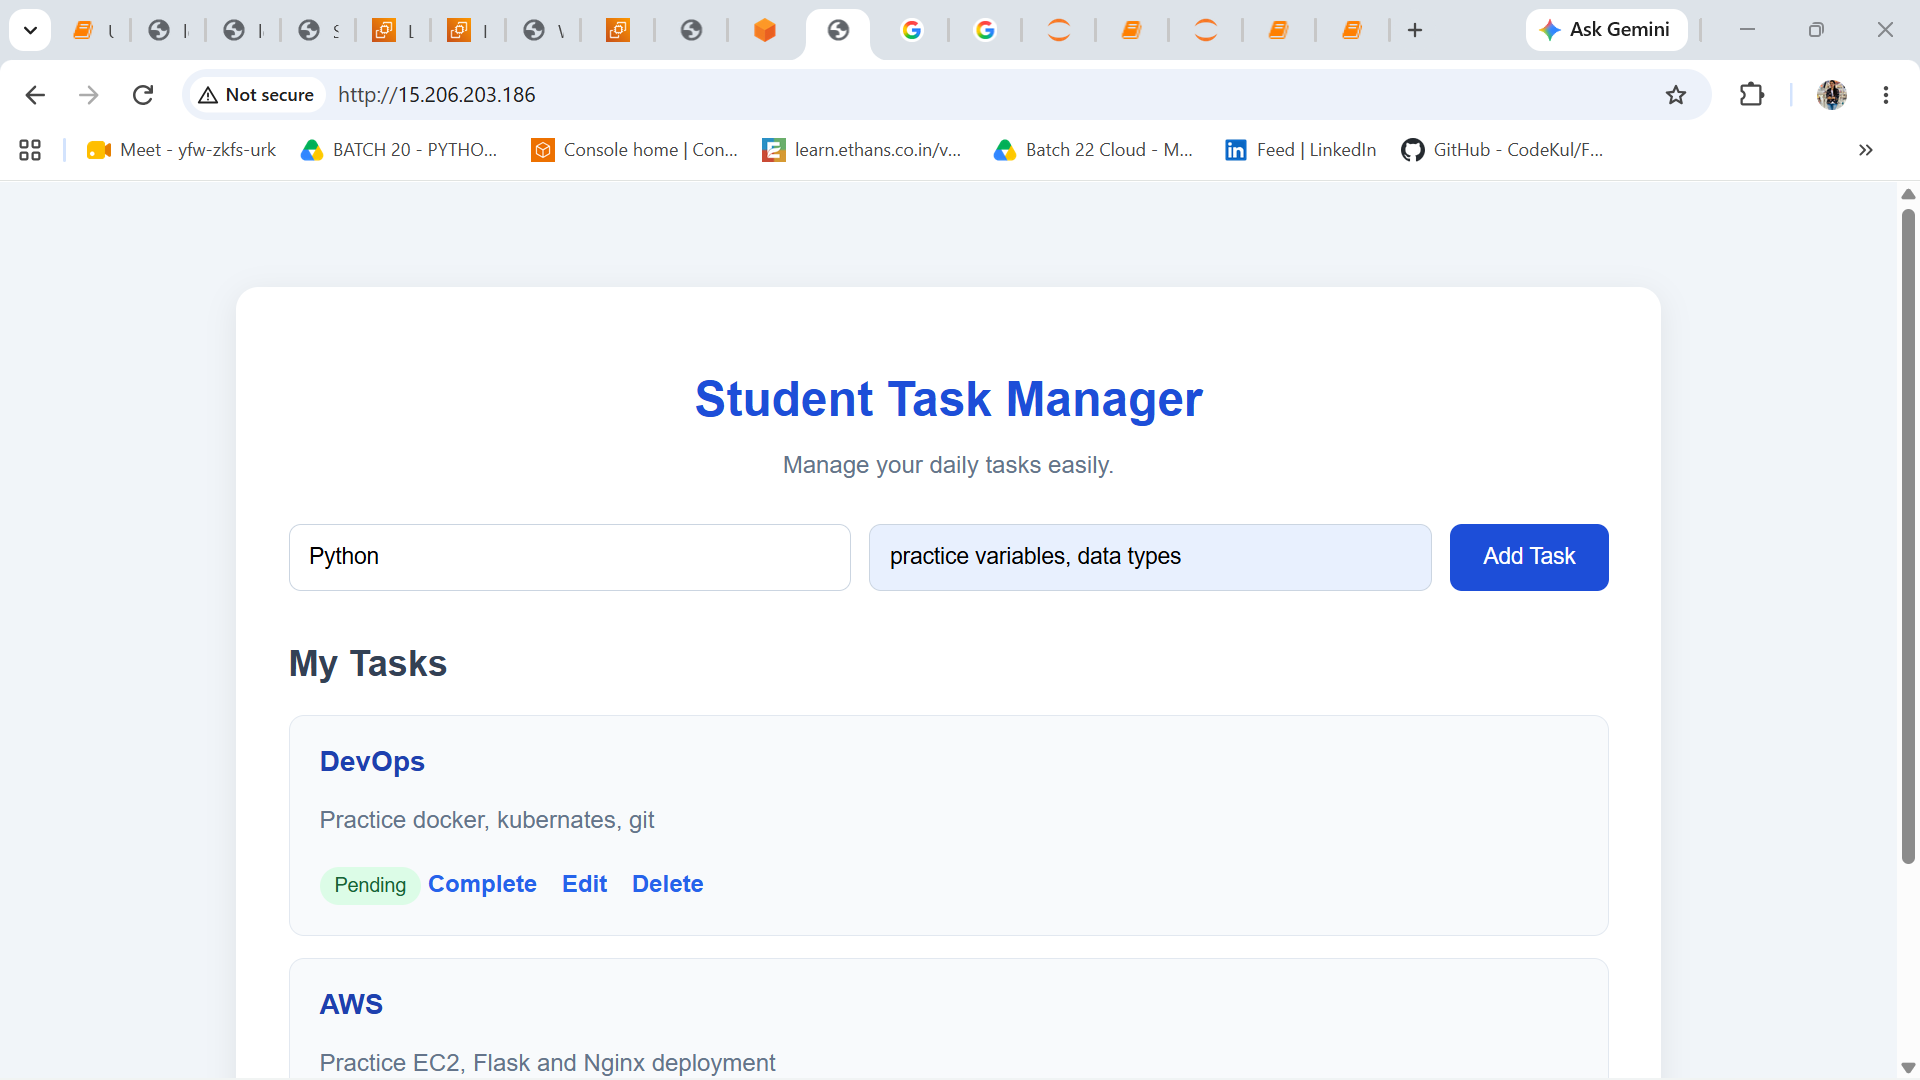 Ask Gemini
Not secure http://15.206.203.186
Meet - yfw-zkfs-urk BATCH 20 - PYTHO... Console home | Con... learn.ethans.co.in/v... Batch 22 Cloud - M... Feed | LinkedIn GitHub - CodeKul/F...
Student Task Manager
Manage your daily tasks easily.
Python practice variables, data types Add Task
My Tasks
DevOps
Practice docker, kubernates, git
Pending Complete Edit Delete
AWS
Practice EC2, Flask and Nginx deployment